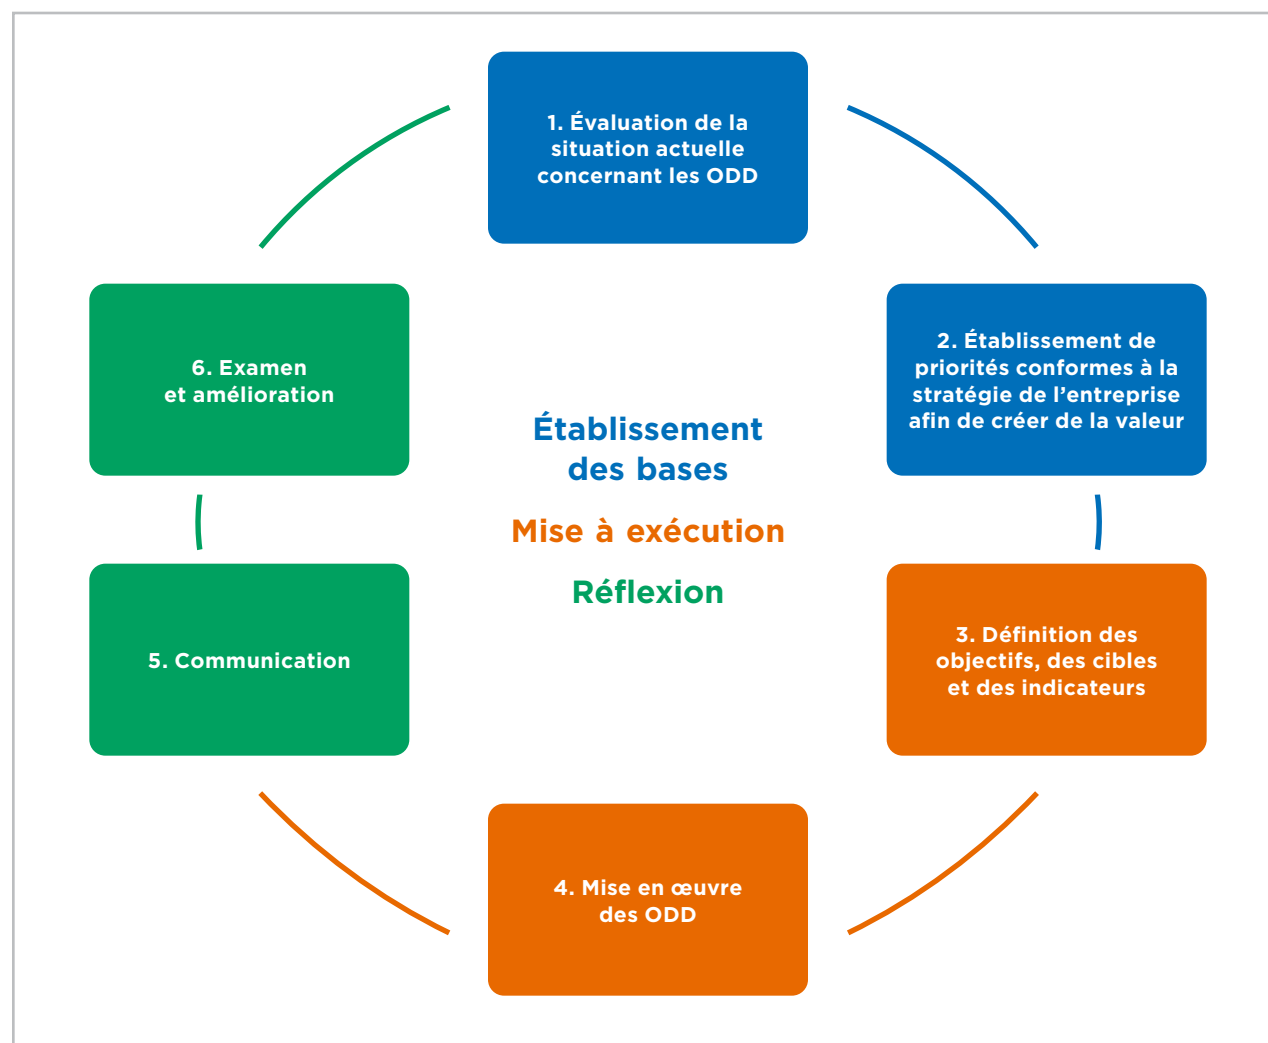 1. Évaluation de la
situation actuelle
concernant les ODD
2. Établissement de
priorités conformes à la
stratégie de l’entreprise
afin de créer de la valeur
3. Définition des
objectifs, des cibles
et des indicateurs
4. Mise en œuvre
des ODD
5. Communication
6. Examen
et amélioration
Établissement
des bases
Mise à exécution
Réflexion